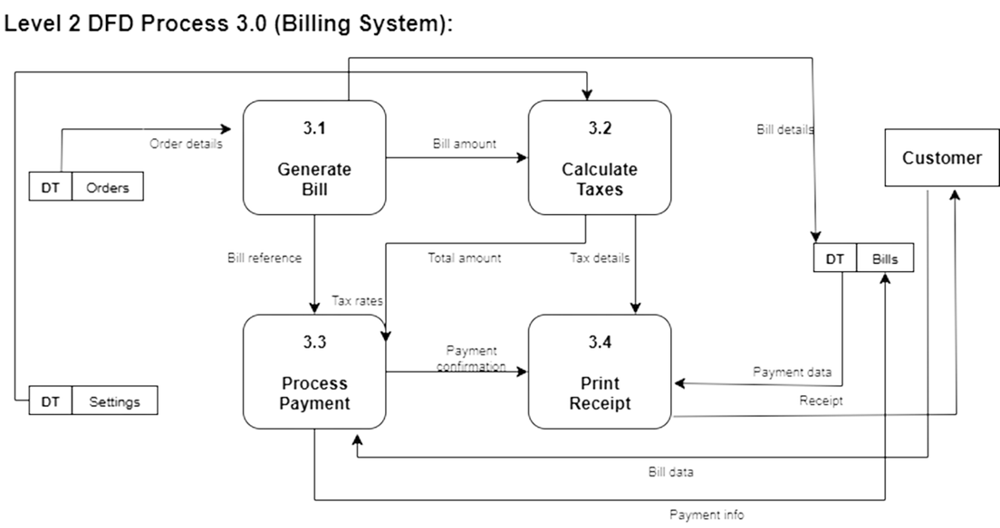 Level 2 DFD Process 3.0 (Billing System):
3.1
Generate
Bill
3.2
Calculate
Taxes
Bill details
Customer
Order details
Bill amount
DT Orders
Bill reference
Total amount
Tax details
DT Bills
Tax rates
3.3
Process
Payment
Payment
confirmation
3.4
Print
Receipt
Payment data
Receipt
DT Settings
Bill data
Payment info